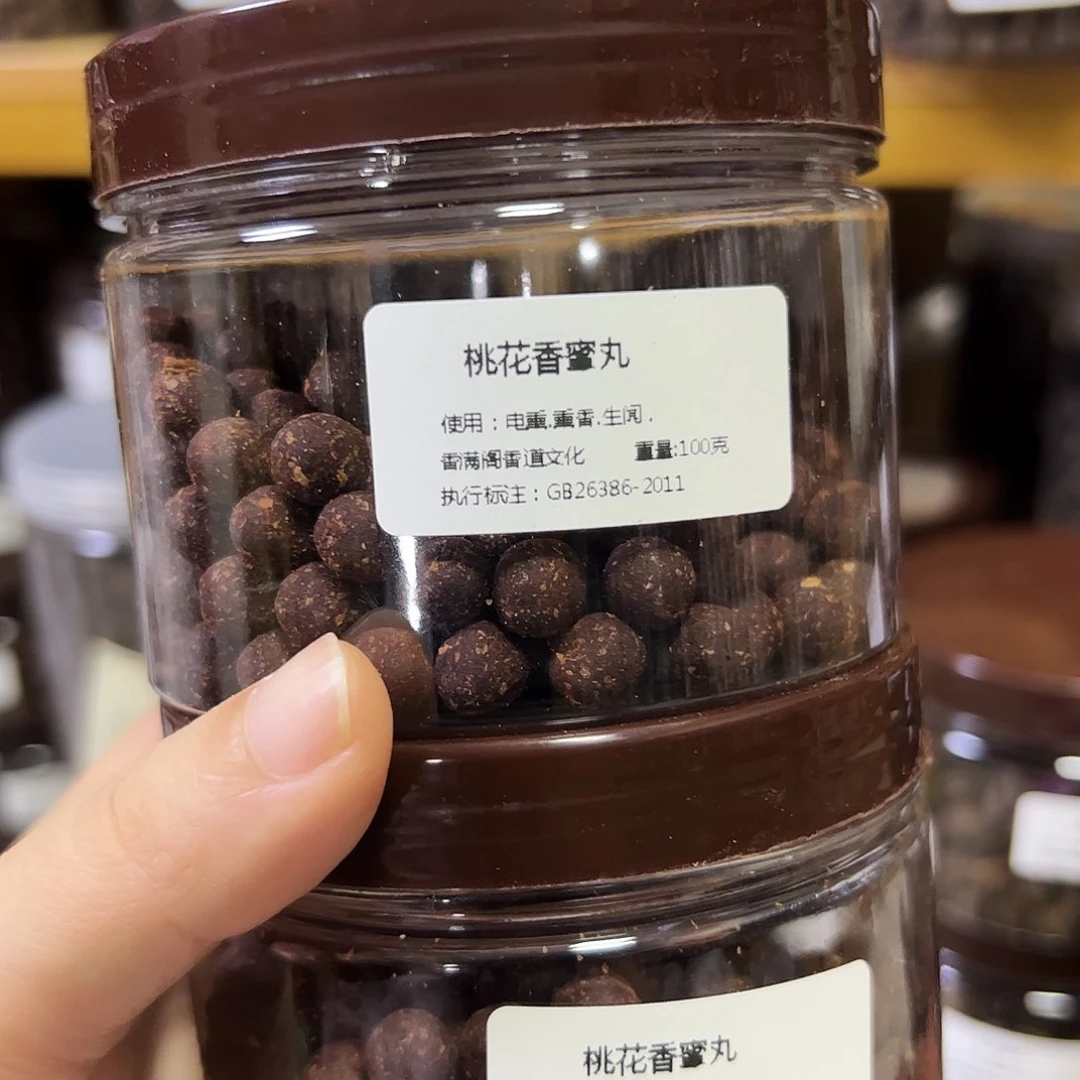 桃花香蜜丸
使用：电熏.熏香.生闻.
香满阁香道文化 重量:100克
执行标注：GB26386-2011
桃花香蜜丸